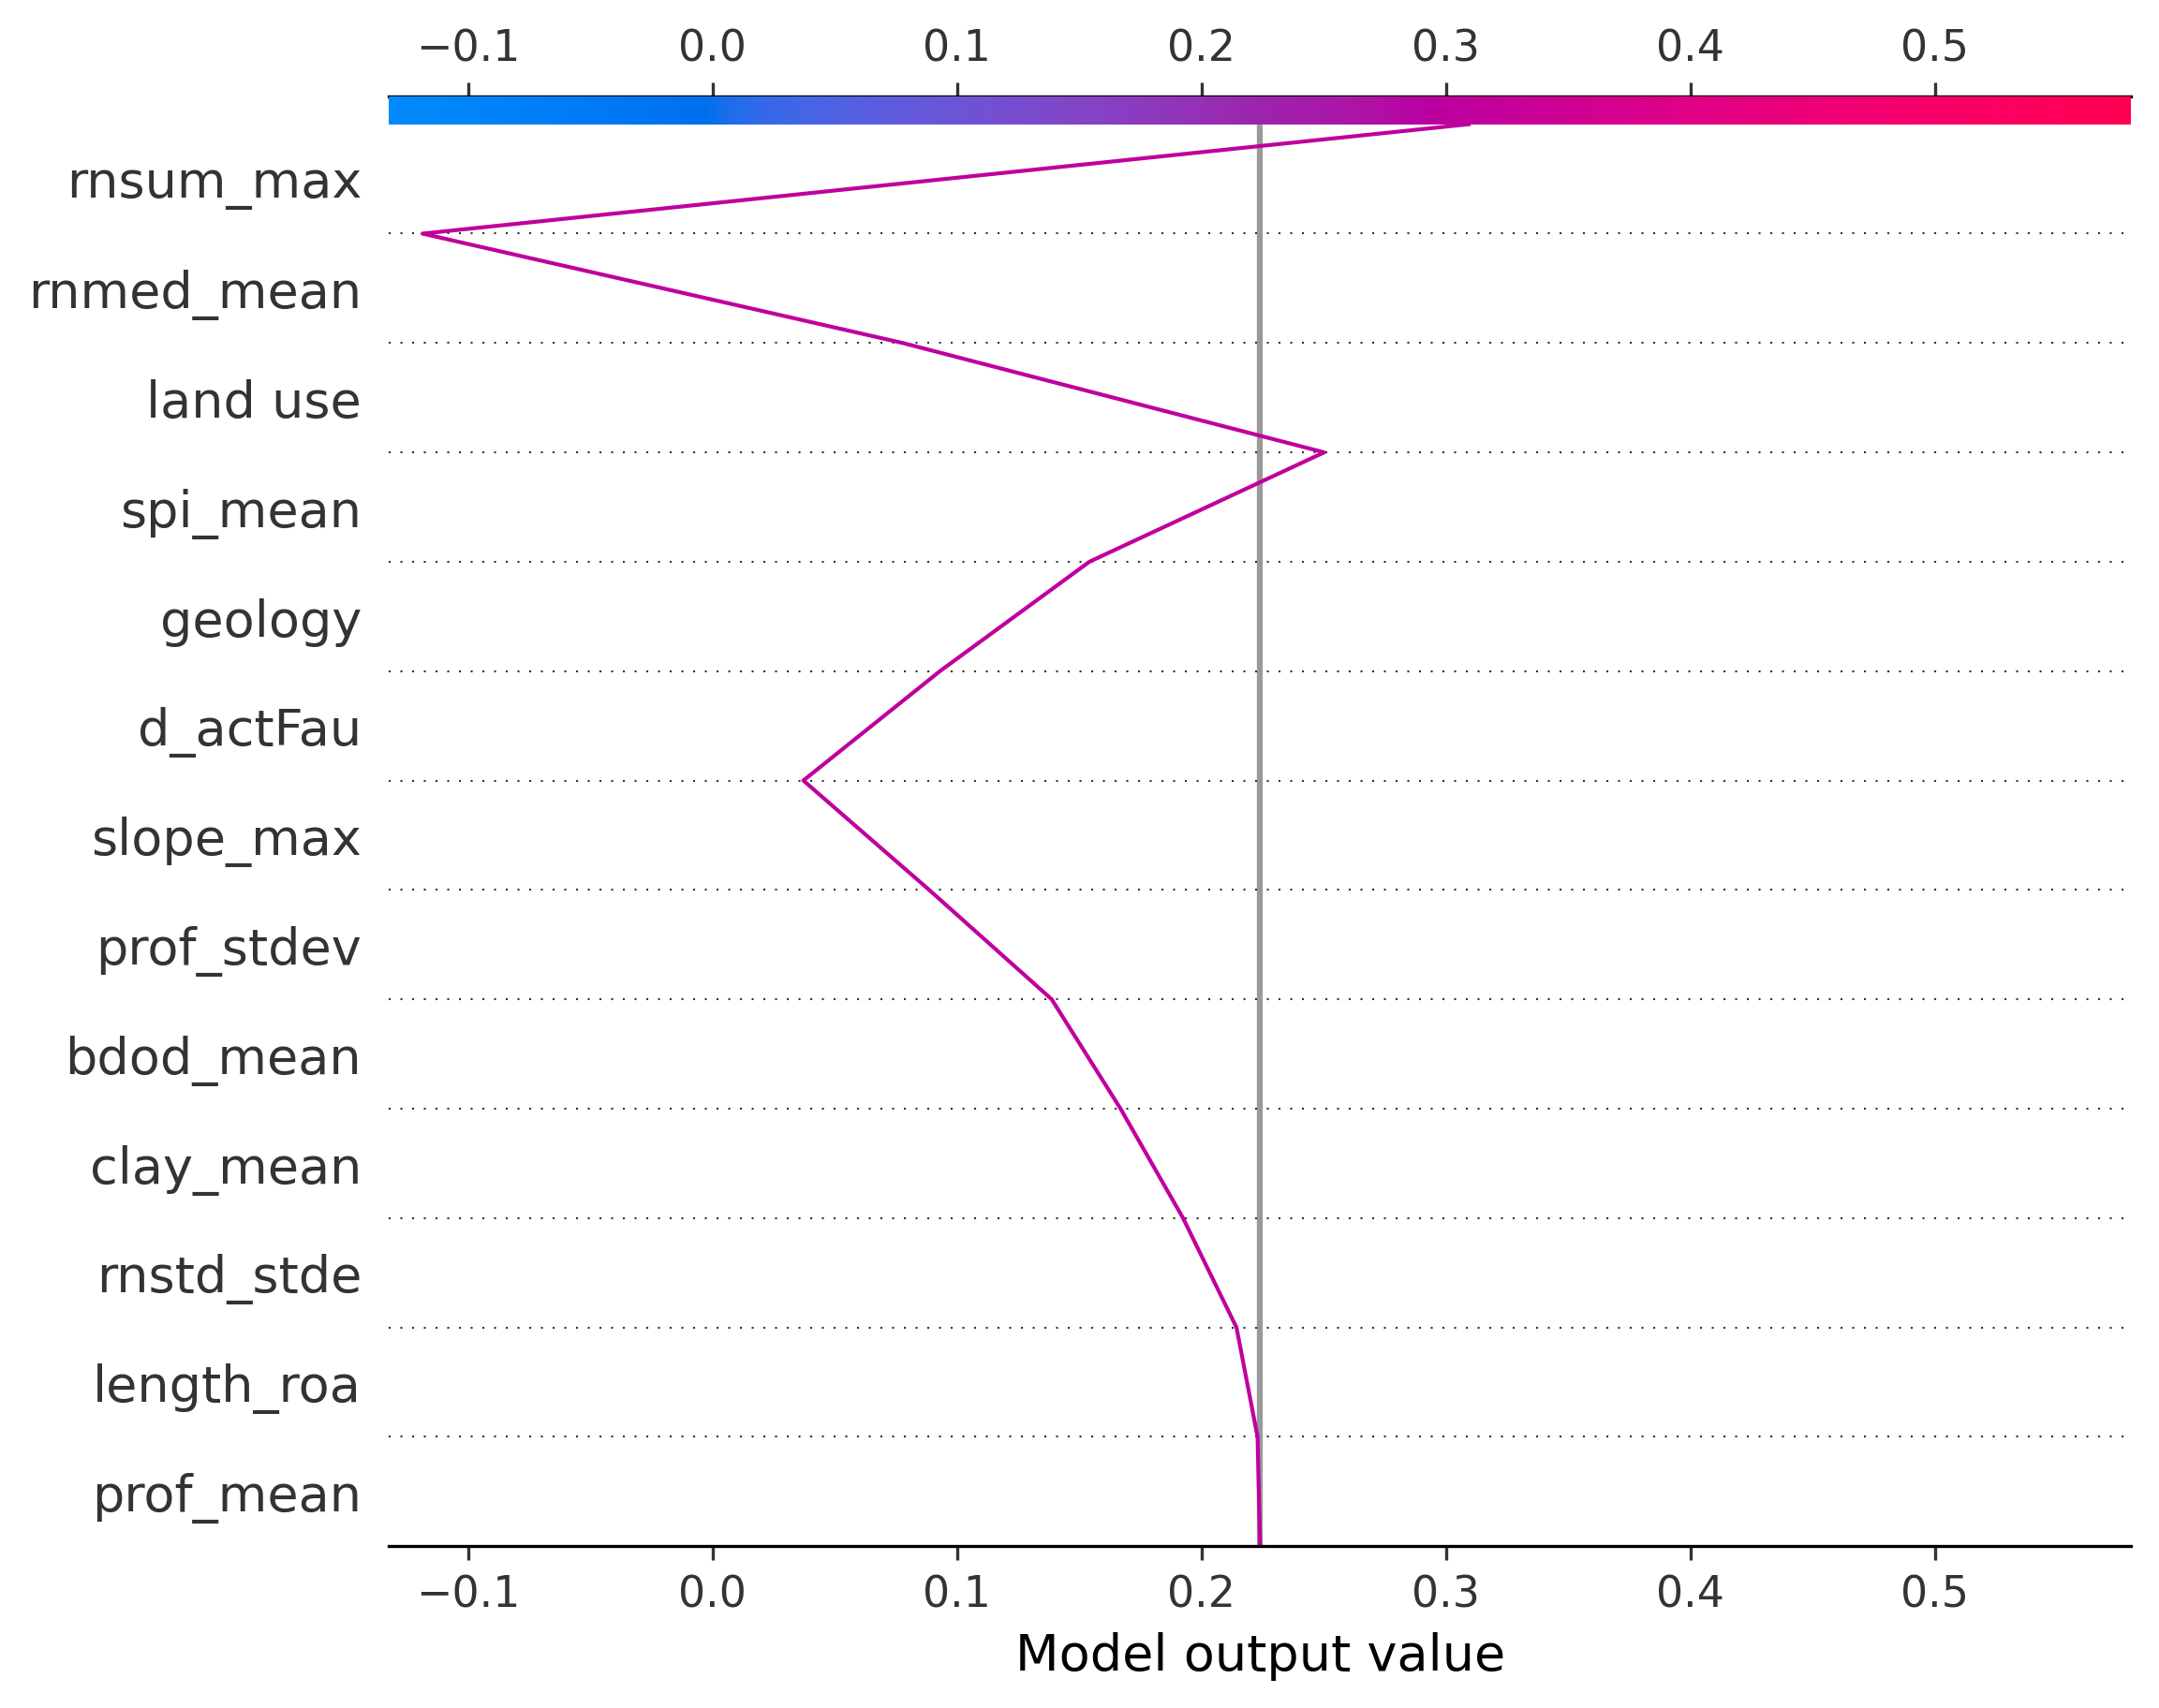 −0.1 0.0 0.1 0.2 0.3 0.4 0.5
rnsum_max
rnmed_mean
land use
spi_mean
geology
d_actFau
slope_max
prof_stdev
bdod_mean
clay_mean
rnstd_stde
length_roa
prof_mean
−0.1 0.0 0.1 0.2 0.3 0.4 0.5
Model output value